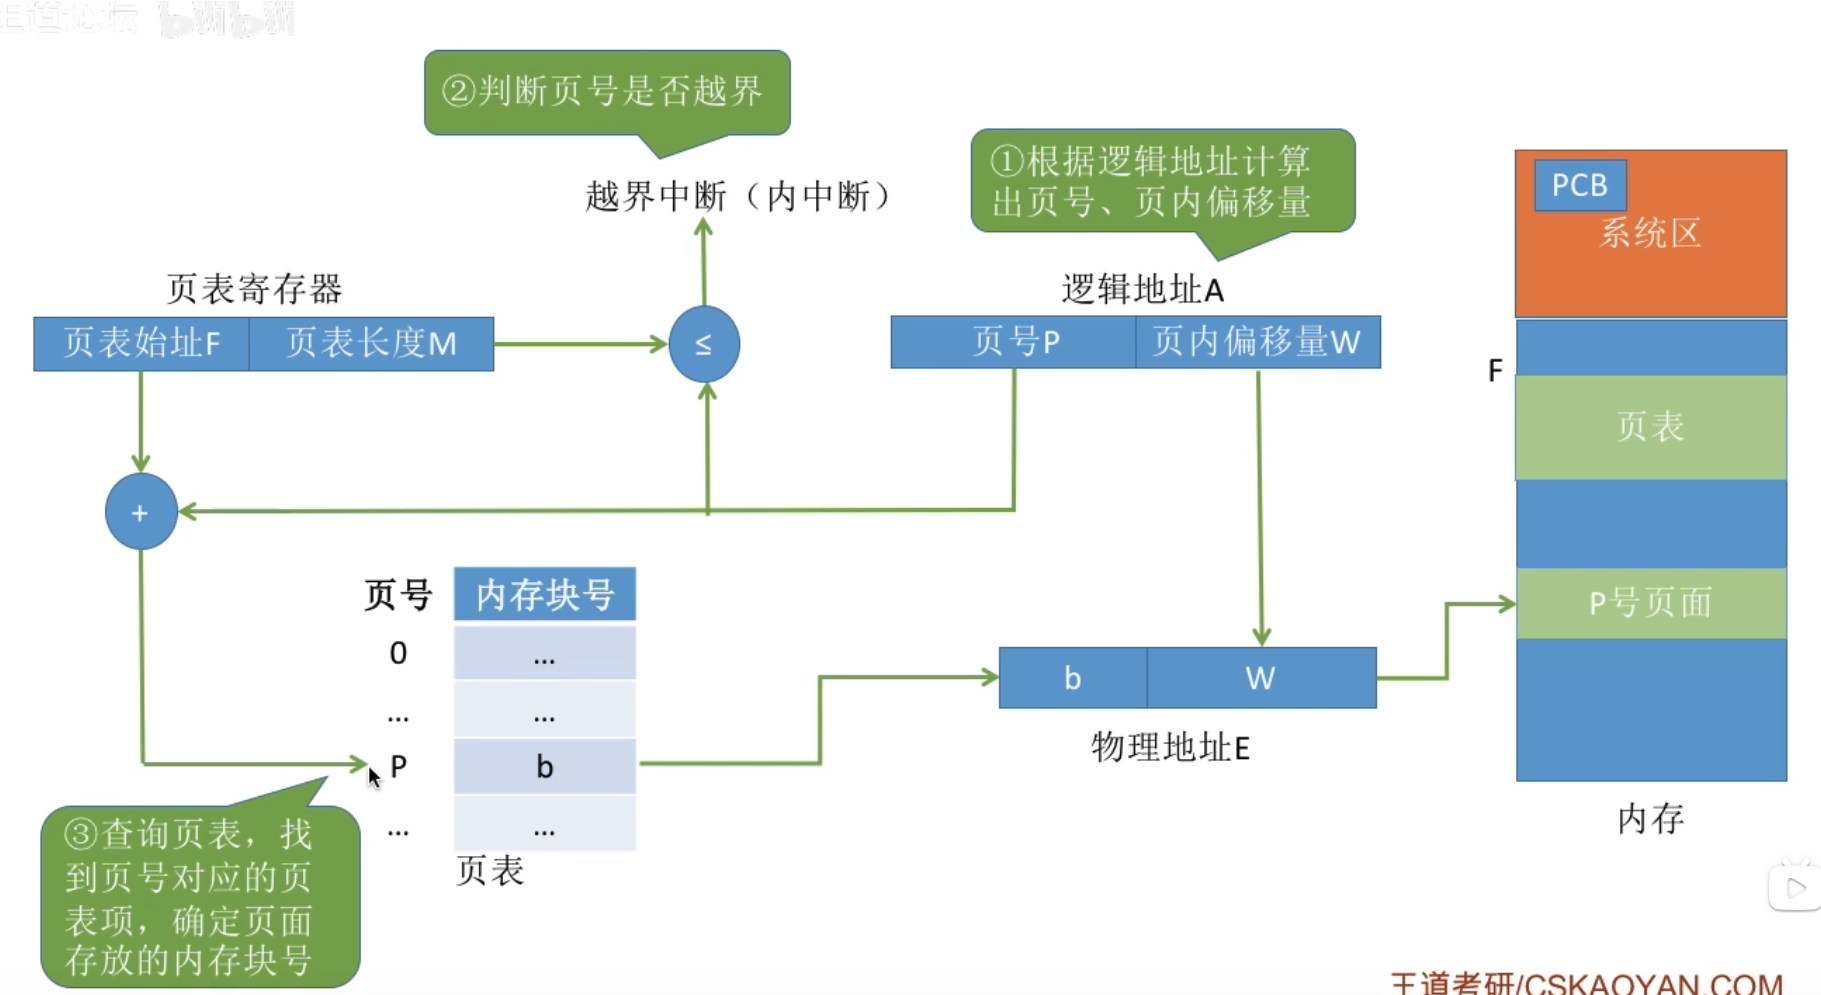 王道论坛 bilibili
②判断页号是否越界
①根据逻辑地址计算
出页号、页内偏移量
越界中断（内中断）
页表寄存器
页表始址F 页表长度M
≤
逻辑地址A
页号P 页内偏移量W
PCB
系统区
F
页表
P号页面
内存
+
页号 内存块号
0 ...
... ...
P b
... ...
页表
b W
物理地址E
③查询页表，找
到页号对应的页
表项，确定页面
存放的内存块号
王道考研/CSKAOYAN.COM